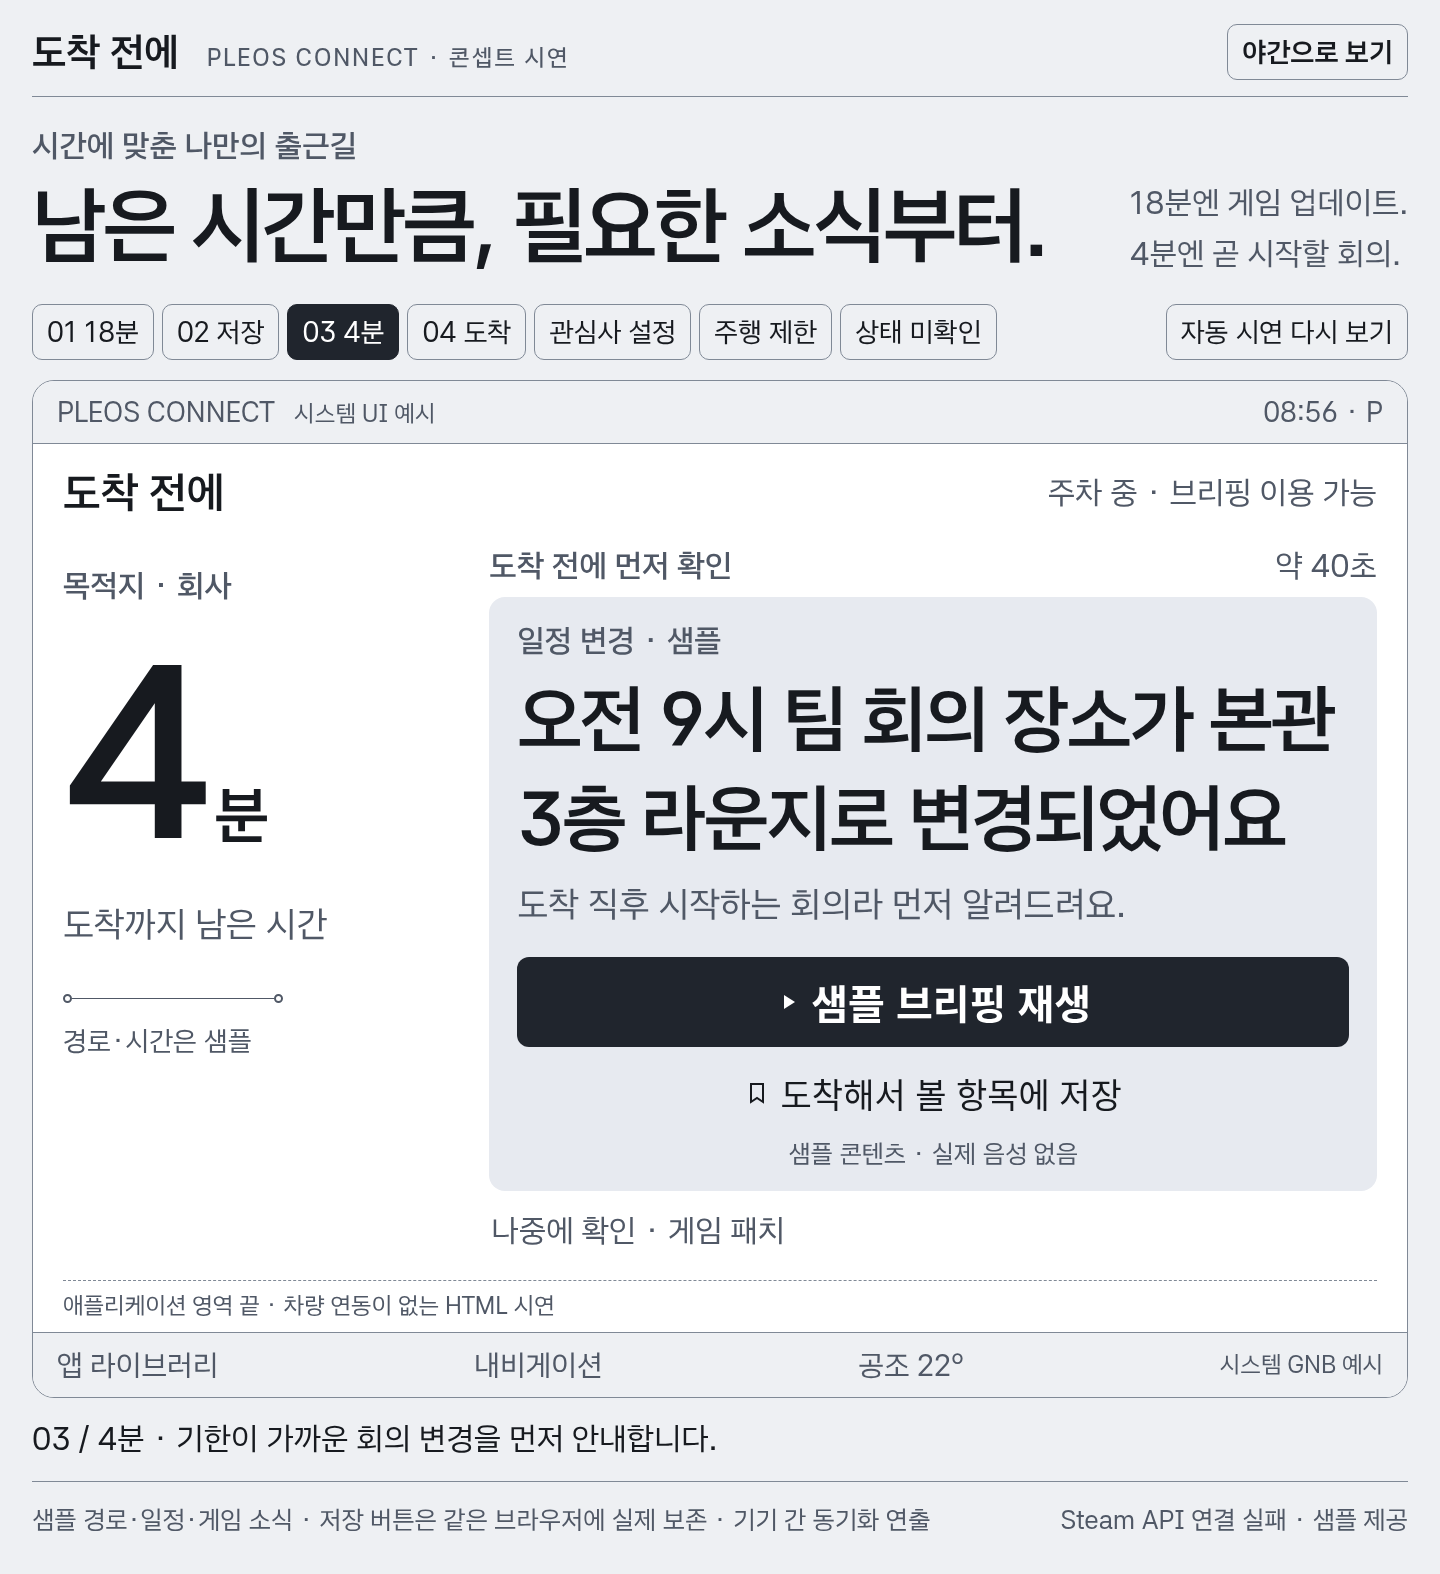 도착 전에 PLEOS CONNECT · 콘셉트 시연
야간으로 보기
시간에 맞춘 나만의 출근길
남은 시간만큼, 필요한 소식부터.
18분엔 게임 업데이트.
4분엔 곧 시작할 회의.
01 18분 02 저장 03 4분 04 도착 관심사 설정 주행 제한 상태 미확인 자동 시연 다시 보기
PLEOS CONNECT 시스템 UI 예시 08:56 · P
도착 전에 주차 중 · 브리핑 이용 가능
목적지 · 회사
4분
도착까지 남은 시간
경로·시간은 샘플
도착 전에 먼저 확인 약 40초
일정 변경 · 샘플
오전 9시 팀 회의 장소가 본관
3층 라운지로 변경되었어요
도착 직후 시작하는 회의라 먼저 알려드려요.
샘플 브리핑 재생
도착해서 볼 항목에 저장
샘플 콘텐츠 · 실제 음성 없음
나중에 확인 · 게임 패치
애플리케이션 영역 끝 · 차량 연동이 없는 HTML 시연
앱 라이브러리 내비게이션 공조 22° 시스템 GNB 예시
03 / 4분 · 기한이 가까운 회의 변경을 먼저 안내합니다.
샘플 경로·일정·게임 소식 · 저장 버튼은 같은 브라우저에 실제 보존 · 기기 간 동기화 연출 Steam API 연결 실패 · 샘플 제공